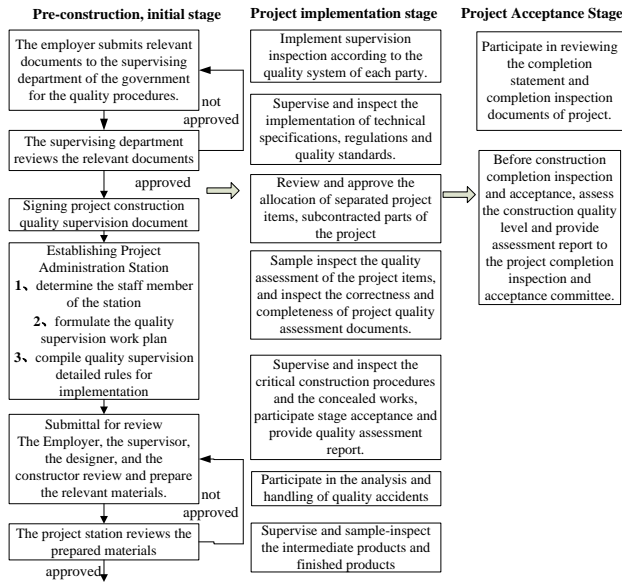 Pre-construction, initial stage
The employer submits relevant
documents to the supervising
department of the government
for the quality procedures.
not
approved
The supervising department
reviews the relevant documents
approved
Signing project construction
quality supervision document
Establishing Project
Administration Station
1、determine the staff member
of the station
2、formulate the quality
supervision work plan
3、compile quality supervision
detailed rules for
implementation
Submittal for review
The Employer, the supervisor,
the designer, and the
constructor review and prepare
the relevant materials.
not
approved
The project station reviews the
prepared materials
approved
Project implementation stage
Implement supervision
inspection according to the
quality system of each party.
Supervise and inspect the
implementation of technical
specifications, regulations and
quality standards.
Review and approve the
allocation of separated project
items, subcontracted parts of
the project
Sample inspect the quality
assessment of the project items,
and inspect the correctness and
completeness of project quality
assessment documents.
Supervise and inspect the
critical construction procedures
and the concealed works,
participate stage acceptance and
provide quality assessment
report.
Participate in the analysis and
handling of quality accidents
Supervise and sample-inspect
the intermediate products and
finished products
Project Acceptance Stage
Participate in reviewing the
completion
statement and
completion inspection
documents of project.
Before construction
completion inspection
and acceptance, assess
the construction quality
level and provide
assessment report to
the project completion
inspection and
acceptance committee.